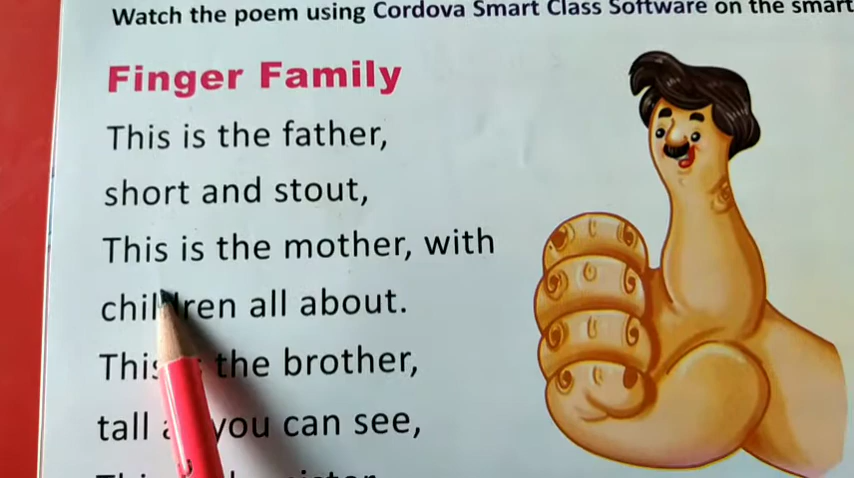 Watch the poem using Cordova Smart Class Software on the smart
Finger Family
This is the father,
short and stout,
This is the mother, with
children all about.
This the brother,
tall you can see,